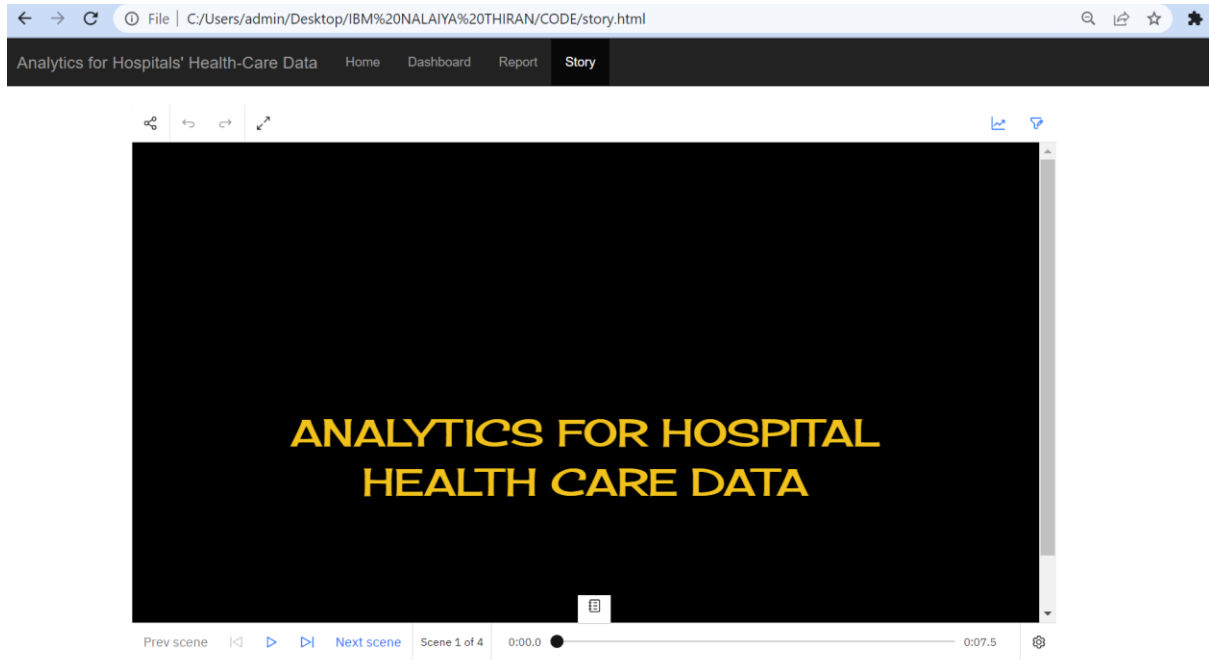 File | C:/Users/admin/Desktop/IBM%20NALAIYA%20THIRAN/CODE/story.html
Analytics for Hospitals' Health-Care Data Home Dashboard Report Story
ANALYTICS FOR HOSPITAL
HEALTH CARE DATA
Prev scene Next scene Scene 1 of 4 0:00.0 0:07.5